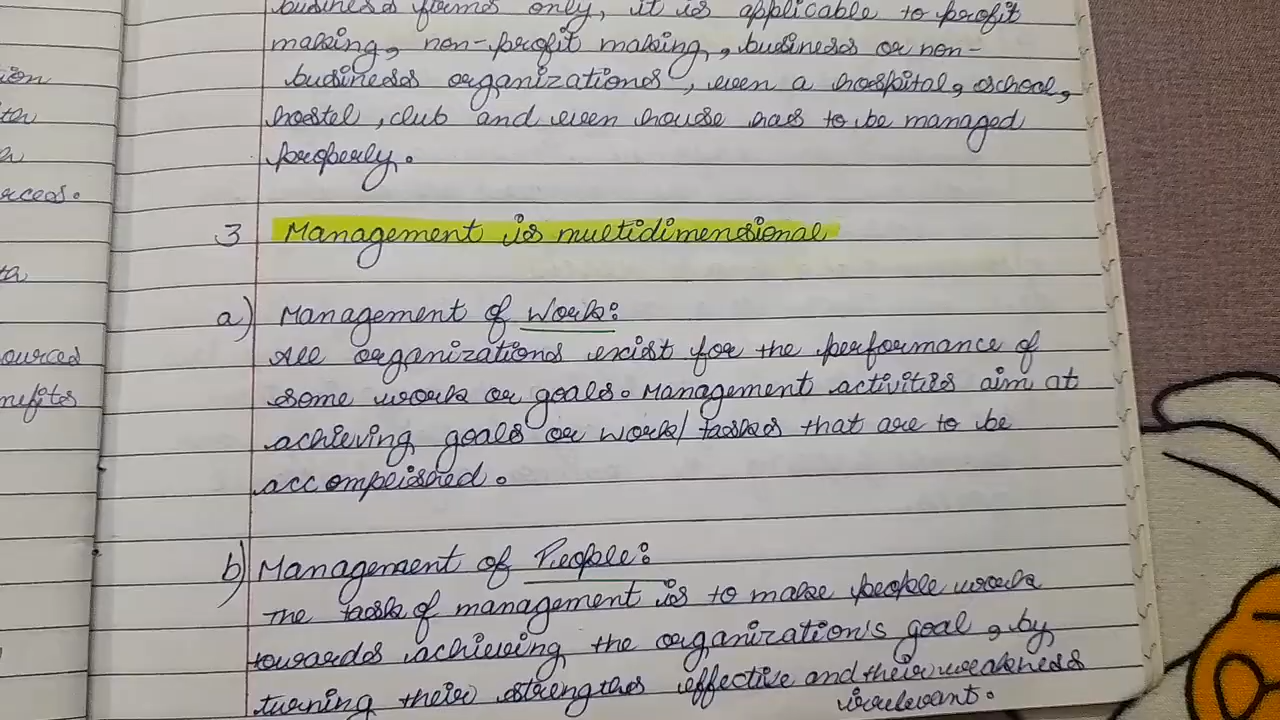 business firms only, it is applicable to profit
making, non-profit making, business or non-
business organizations, even a hospital, school,
hostel, club and even house has to be managed
properly.
3 Management is multidimensional
a) Management of Work:
All organizations exist for the performance of
some work or goals. Management activities aim at
achieving goals or work/tasks that are to be
accomplished.
b) Management of People:
The task of management is to make people work
towards achieving the organization's goal, by
turning their strengths effective and their weakness
irrelevant.